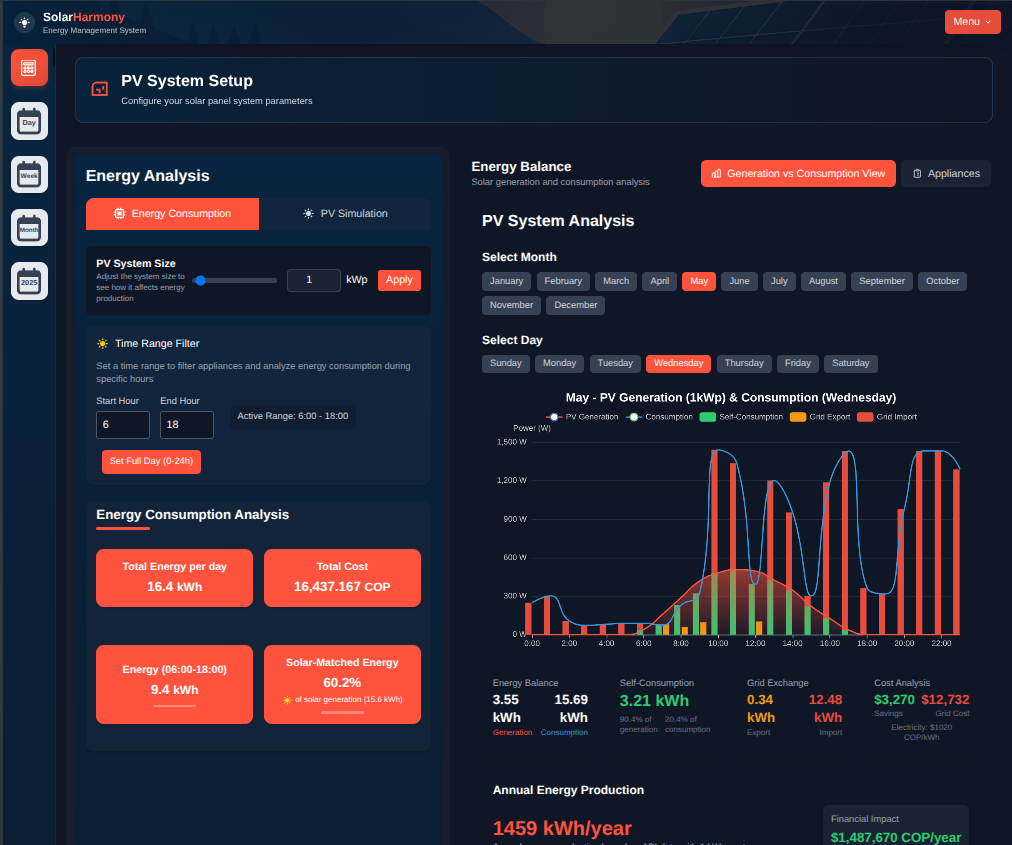 SolarHarmony
Energy Management System
Menu
Day
Week
Month
2025
PV System Setup
Configure your solar panel system parameters
Energy Analysis
Energy Consumption
PV Simulation
PV System Size
Adjust the system size to
see how it affects energy
production
1
kWp
Apply
Time Range Filter
Set a time range to filter appliances and analyze energy consumption during
specific hours
Start Hour
End Hour
6
18
Active Range: 6:00 - 18:00
Set Full Day (0-24h)
Energy Consumption Analysis
Total Energy per day
16.4 kWh
Total Cost
16,437.167 COP
Energy (06:00-18:00)
9.4 kWh
Solar-Matched Energy
60.2%
of solar generation (15.6 kWh)
Energy Balance
Solar generation and consumption analysis
Generation vs Consumption View
Appliances
PV System Analysis
Select Month
January February March April May June July August September October
November December
Select Day
Sunday Monday Tuesday Wednesday Thursday Friday Saturday
May - PV Generation (1kWp) & Consumption (Wednesday)
PV Generation Consumption Self-Consumption Grid Export Grid Import
Power (W)
1,500 W
1,200 W
900 W
600 W
300 W
0 W
0:00 2:00 4:00 6:00 8:00 10:00 12:00 14:00 16:00 18:00 20:00 22:00
Energy Balance
3.55 15.69
kWh kWh
Generation Consumption
Self-Consumption
3.21 kWh
90.4% of 20.4% of
generation consumption
Grid Exchange
0.34 12.48
kWh kWh
Export Import
Cost Analysis
$3,270 $12,732
Savings Grid Cost
Electricity: $1020
COP/kWh
Annual Energy Production
1459 kWh/year
Financial Impact
$1,487,670 COP/year